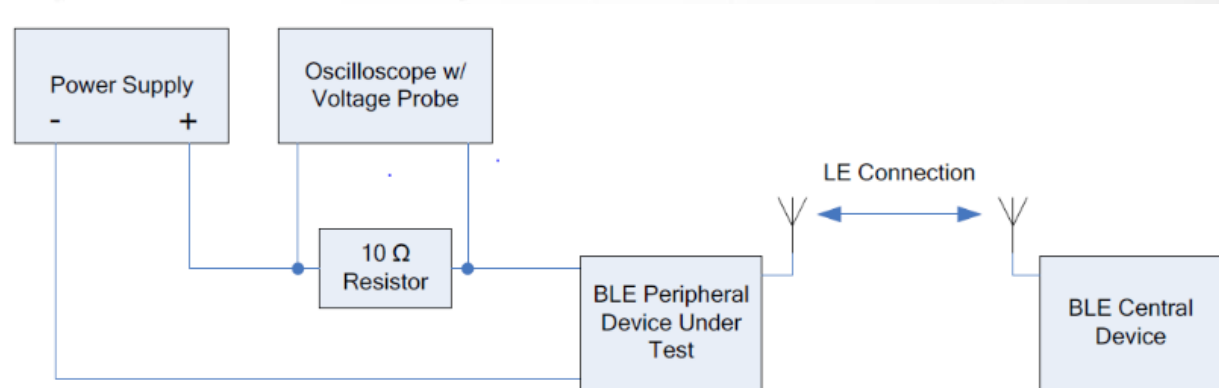 Power Supply
- +
Oscilloscope w/
Voltage Probe
LE Connection
10 Ω
Resistor
BLE Peripheral
Device Under
Test
BLE Central
Device